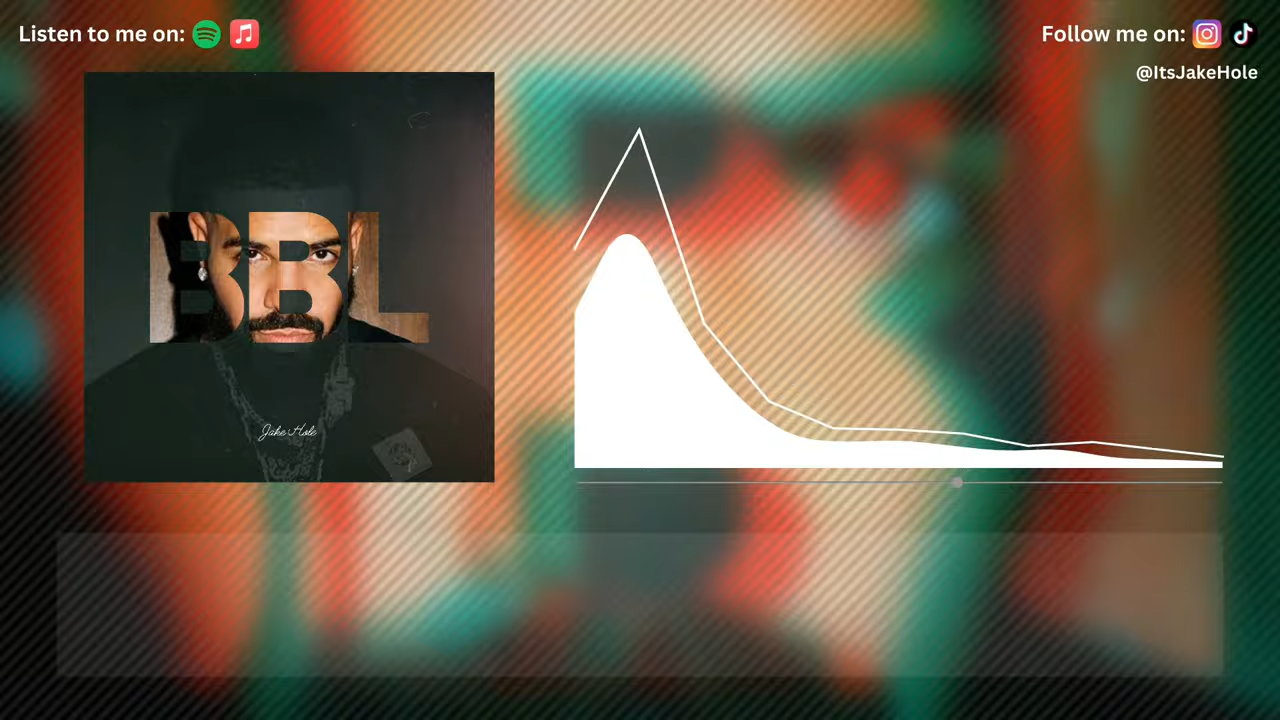 Listen to me on:
Follow me on:
@ItsJakeHole
BBL
Jake Hole